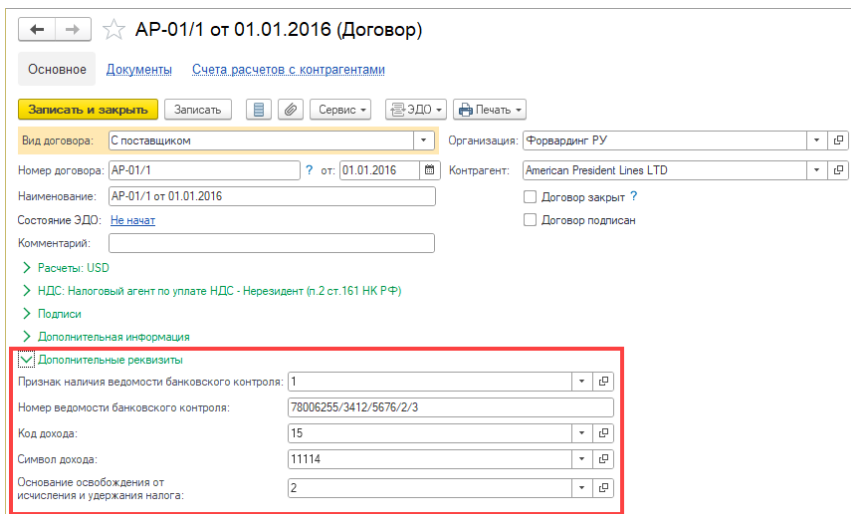 АР-01/1 от 01.01.2016 (Договор)
Основное Документы Счета расчетов с контрагентами
Записать и закрыть Записать Сервис ЭДО Печать
Вид договора: С поставщиком Организация: Форвардинг РУ
Номер договора: АР-01/1 ? от: 01.01.2016 Контрагент: American President Lines LTD
Наименование: АР-01/1 от 01.01.2016 Договор закрыт ?
Состояние ЭДО: Не начат Договор подписан
Комментарий:
Расчеты: USD
НДС: Налоговый агент по уплате НДС - Нерезидент (п.2 ст.161 НК РФ)
Подписи
Дополнительная информация
Дополнительные реквизиты
Признак наличия ведомости банковского контроля: 1
Номер ведомости банковского контроля: 78006255/3412/5676/2/3
Код дохода: 15
Символ дохода: 11114
Основание освобождения от
исчисления и удержания налога: 2